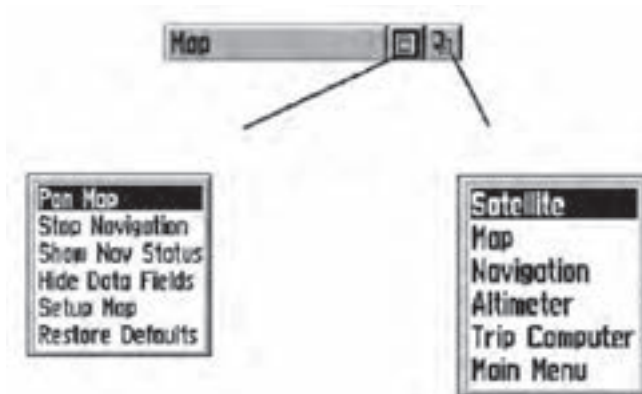 Map
Pan Map
Stop Navigation
Show Nav Status
Hide Data Fields
Setup Map
Restore Defaults
Satellite
Map
Navigation
Altimeter
Trip Computer
Main Menu